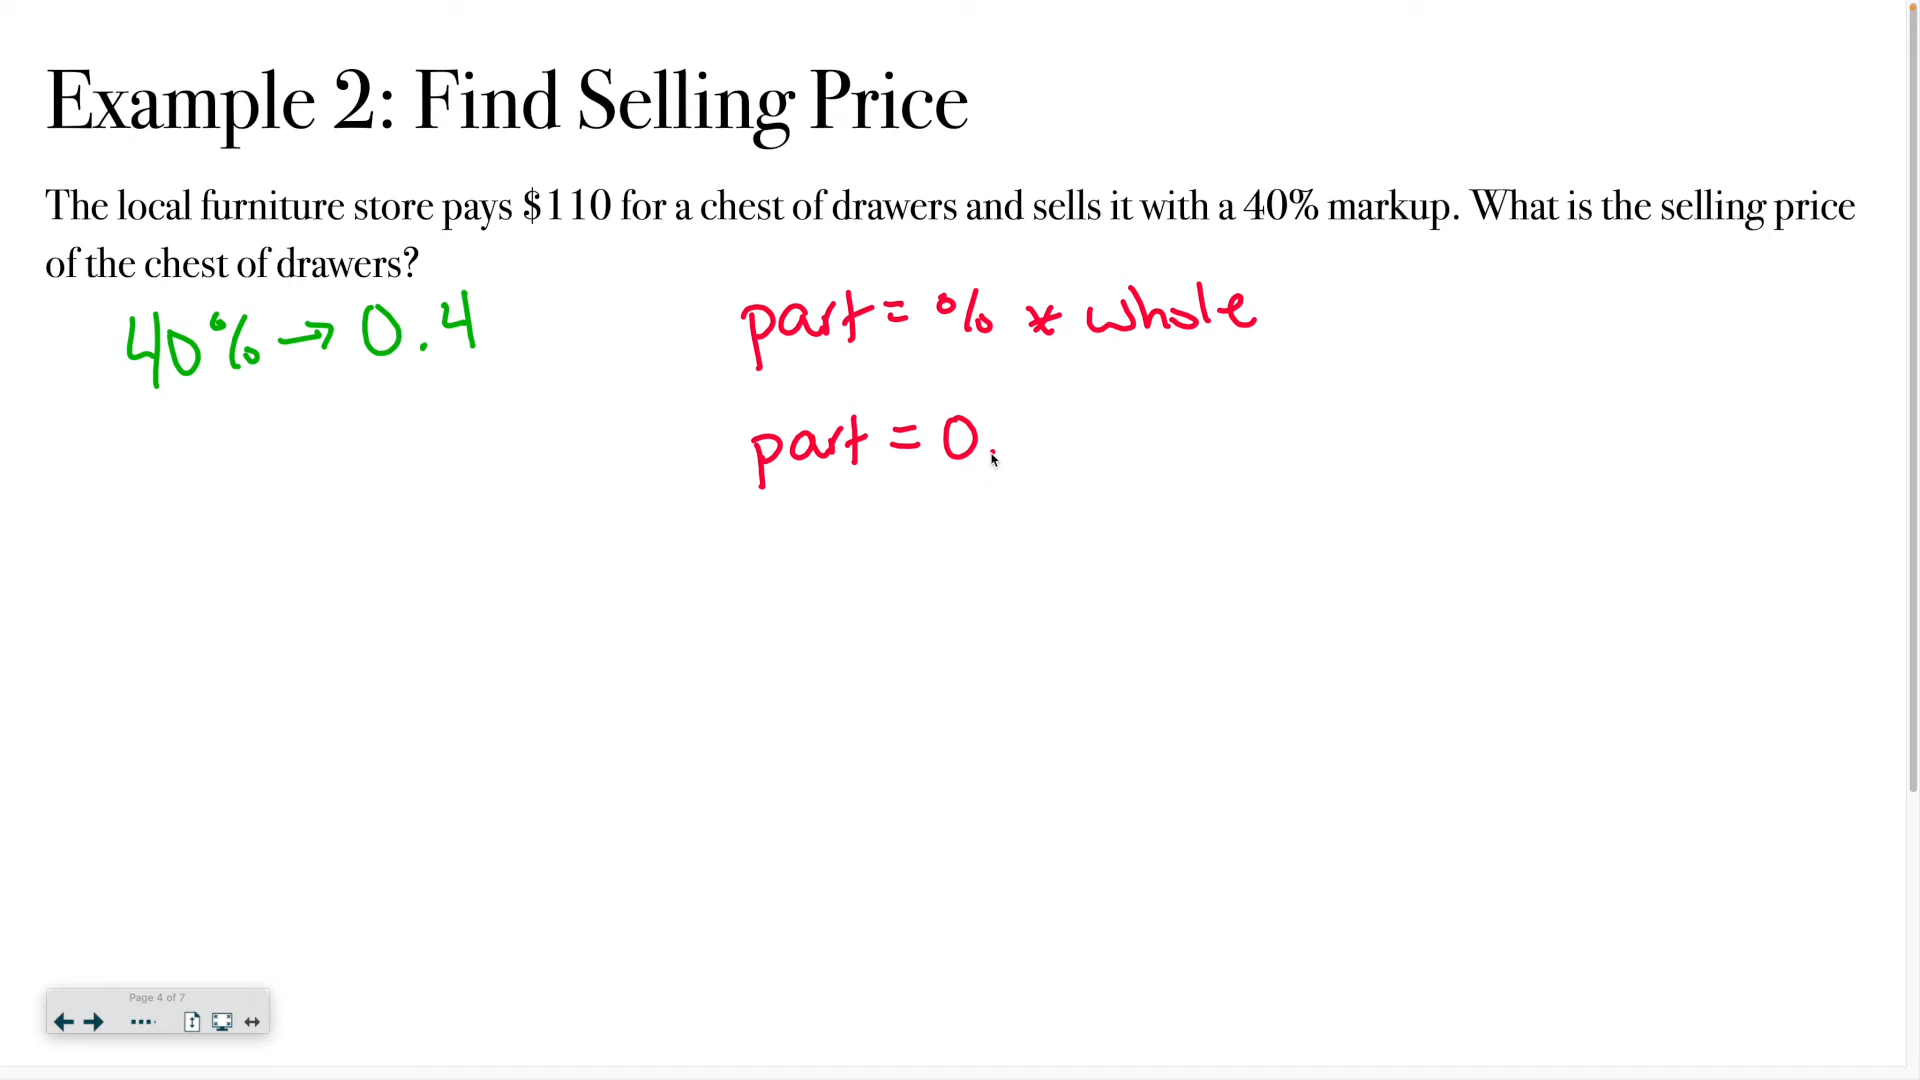 Example 2: Find Selling Price
The local furniture store pays $110 for a chest of drawers and sells it with a 40% markup. What is the selling price
of the chest of drawers?
40% → 0.4
part = % * whole
part = 0.
Page 4 of 7